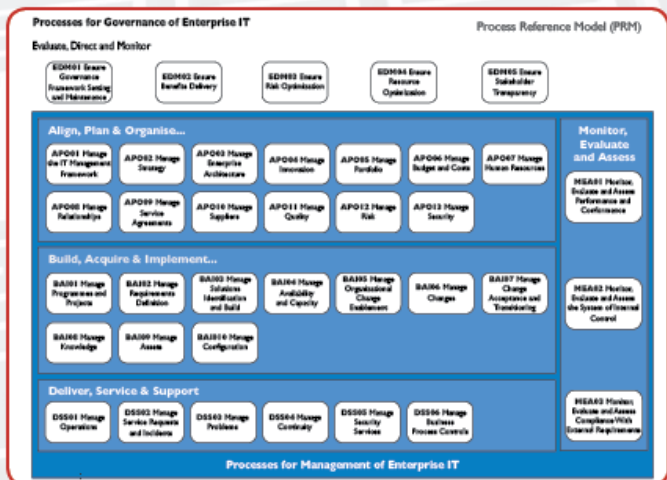 Processes for Governance of Enterprise IT
Process Reference Model (PRM)
Evaluate, Direct and Monitor
EDM01 Ensure
Governance
Framework Setting
and Maintenance
EDM02 Ensure
Benefits Delivery
EDM03 Ensure
Risk Optimisation
EDM04 Ensure
Resource
Optimization
EDM05 Ensure
Stakeholder
Transparency
Align, Plan & Organise...
APO01 Manage
the IT Management
Framework
APO02 Manage
Strategy
APO03 Manage
Enterprise
Architecture
APO04 Manage
Innovation
APO05 Manage
Portfolio
APO06 Manage
Budget and Costs
APO07 Manage
Human Resources
APO08 Manage
Relationships
APO09 Manage
Service
Agreements
APO10 Manage
Suppliers
APO11 Manage
Quality
APO12 Manage
Risk
APO13 Manage
Security
Build, Acquire & Implement...
BAI01 Manage
Programmes and
Projects
BAI02 Manage
Requirements
Definition
BAI03 Manage
Solutions
Identification
and Build
BAI04 Manage
Availability
and Capacity
BAI05 Manage
Organisational
Change
Enablement
BAI06 Manage
Changes
BAI07 Manage
Change
Acceptance and
Transitioning
BAI08 Manage
Knowledge
BAI09 Manage
Assets
BAI010 Manage
Configuration
Deliver, Service & Support
DSS01 Manage
Operations
DSS02 Manage
Service Requests
and Incidents
DSS03 Manage
Problems
DSS04 Manage
Continuity
DSS05 Manage
Security
Services
DSS06 Manage
Business
Process Controls
Monitor,
Evaluate
and Assess
MEA01 Monitor,
Evaluate and Assess
Performance and
Conformance
MEA02 Monitor,
Evaluate and Assess
the System of Internal
Control
MEA03 Monitor,
Evaluate and Assess
Compliance With
External Requirements
Processes for Management of Enterprise IT